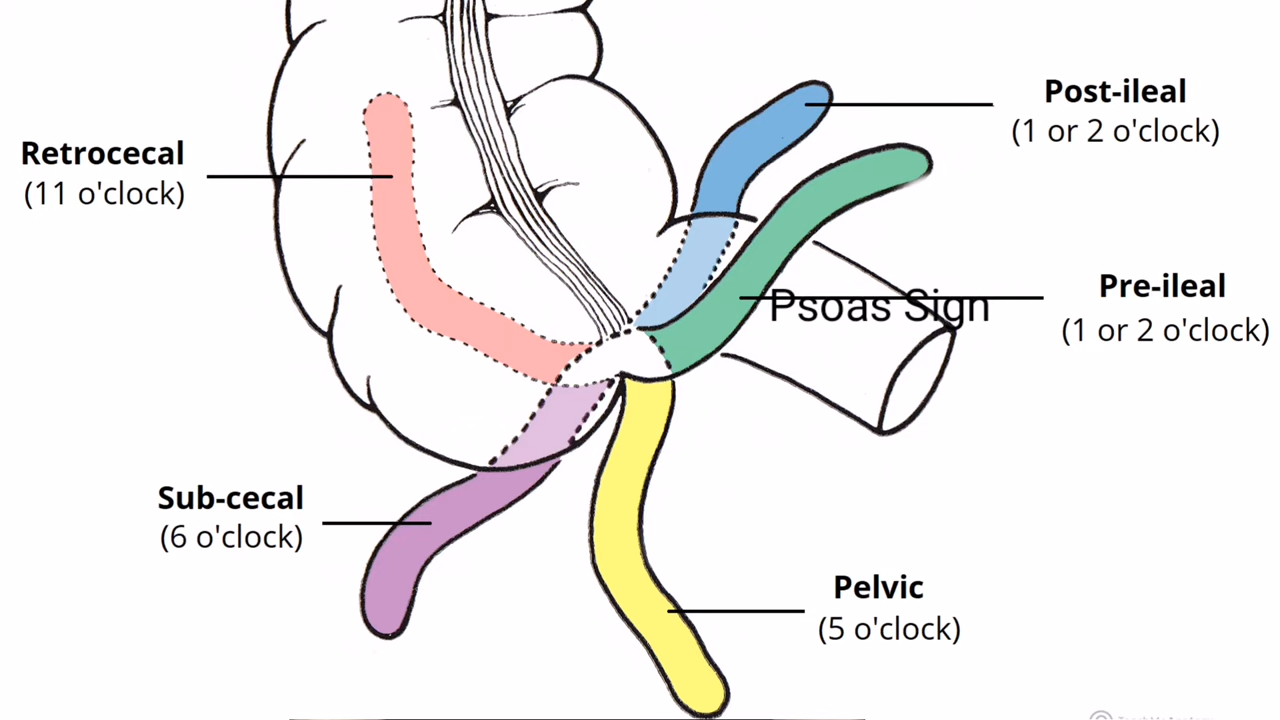 Post-ileal
(1 or 2 o'clock)
Retrocecal
(11 o'clock)
Pre-ileal
(1 or 2 o'clock)
Psoas Sign
Sub-cecal
(6 o'clock)
Pelvic
(5 o'clock)